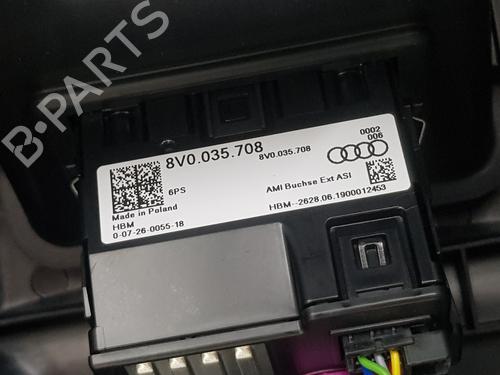 B-PARTS
8V0.035.708
8V0.035.708
0002
006
6PS
AMI Buchse Ext ASI
Made in Poland
HBM
0-07-26-0055-18
HBM--2628.06.1900012453